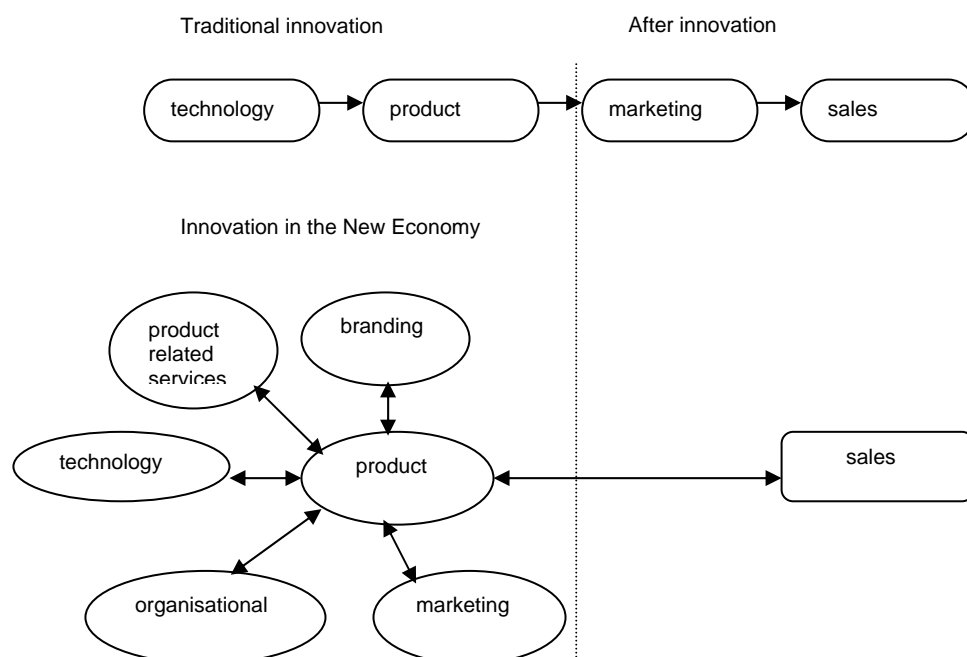 Traditional innovation
After innovation
technology
product
marketing
sales
Innovation in the New Economy
product
related
services
branding
technology
product
sales
organisational
marketing